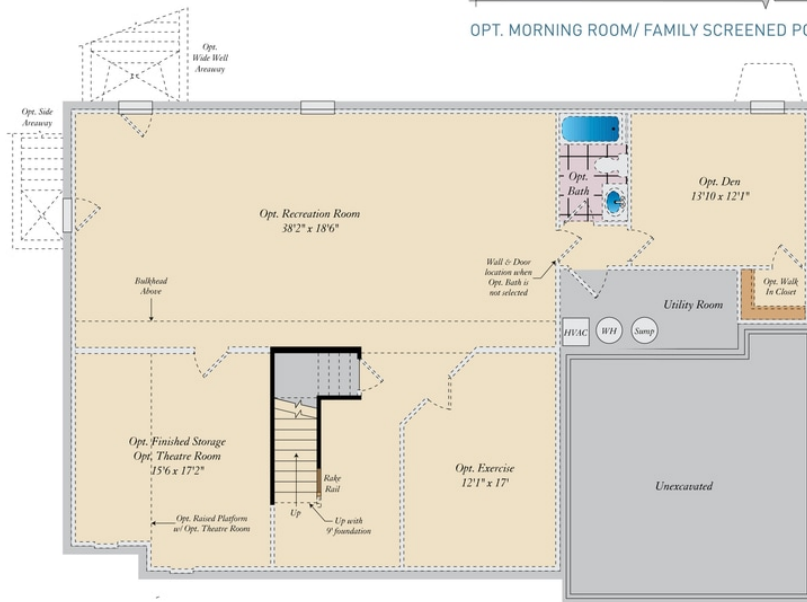 OPT. MORNING ROOM/ FAMILY SCREENED PO
Opt.
Wide Well
Areaway
Opt. Side
Areaway
Opt. Recreation Room
38'2" x 18'6"
Opt.
Bath
Opt. Den
13'10 x 12'1"
Wall & Door
location when
Opt. Bath is
not selected
Bulkhead
Above
Opt. Walk
In Closet
Utility Room
HVAC
WH
Sump
Opt. Finished Storage
Opt. Theatre Room
15'6 x 17'2"
Opt. Exercise
12'1" x 17'
Rake
Rail
Unexcavated
Up
Opt. Raised Platform
w/ Opt. Theatre Room
Up with
9' foundation